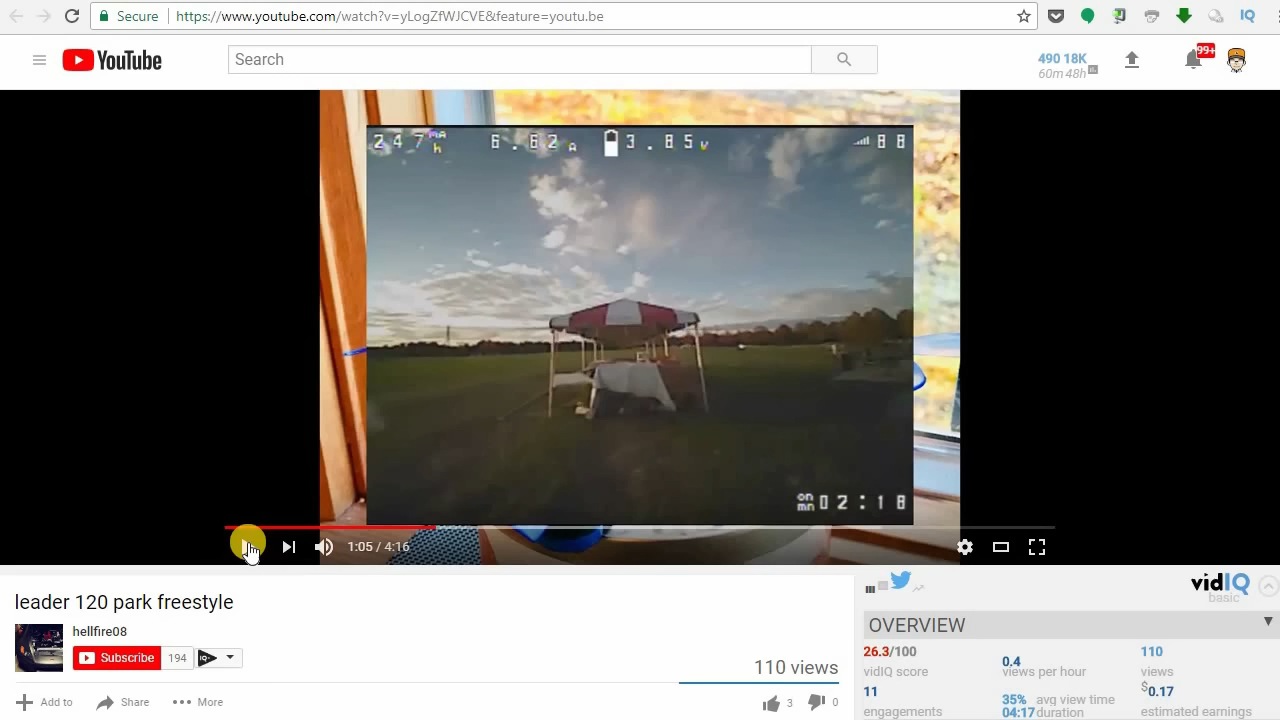 Secure https://www.youtube.com/watch?v=yLogZfWJCVE&feature=youtu.be
IQ
YouTube
Search
490 18K
60m 48h
99+
247 mA h 6.62 A 3.85 V 88
on mn 02:18
1:05 / 4:16
leader 120 park freestyle
hellfire08
Subscribe 194
110 views
Add to Share More 3 0
vidIQ
basic
OVERVIEW
26.3/100
vidIQ score
0.4
views per hour
110
views
11
engagements
35% avg view time
04:17 duration
$0.17
estimated earnings